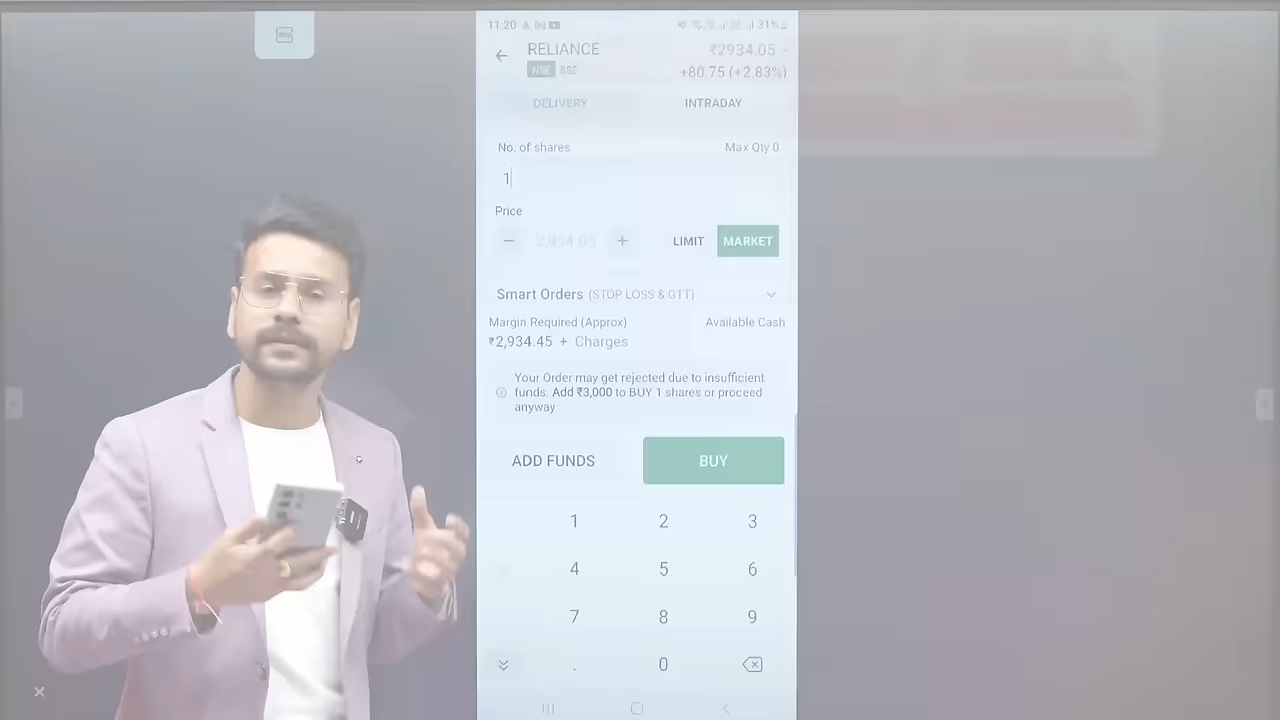 11:20
31%
RELIANCE
₹2934.05
NSE BSE
+80.75 (+2.83%)
DELIVERY INTRADAY
No. of shares Max Qty 0
1
Price
2,934.05
LIMIT MARKET
Smart Orders (STOP LOSS & GTT)
Margin Required (Approx) Available Cash
₹2,934.45 + Charges
Your Order may get rejected due to insufficient
funds. Add ₹3,000 to BUY 1 shares or proceed
anyway
ADD FUNDS BUY
1 2 3
4 5 6
7 8 9
. 0